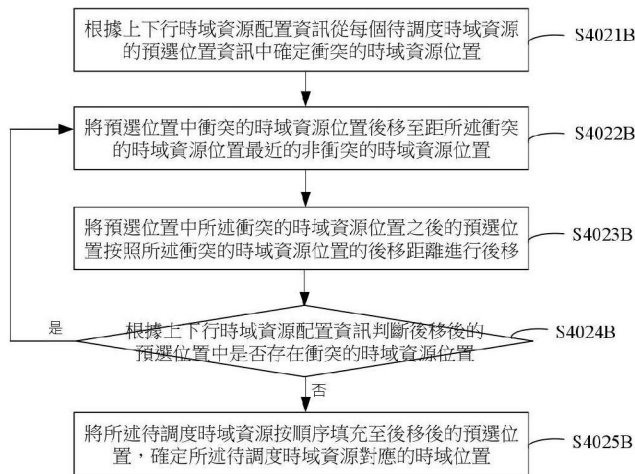 根據上下行時域資源配置資訊從每個待調度時域資源
的預選位置資訊中確定衝突的時域資源位置
S4021B
將預選位置中衝突的時域資源位置後移至距所述衝突
的時域資源位置最近的非衝突的時域資源位置
S4022B
將預選位置中所述衝突的時域資源位置之後的預選位
置按照所述衝突的時域資源位置的後移距離進行後移
S4023B
是
根據上下行時域資源配置資訊判斷後移後的
預選位置中是否存在衝突的時域資源位置
S4024B
否
將所述待調度時域資源按順序填充至後移後的預選位
置，確定所述待調度時域資源對應的時域位置
S4025B